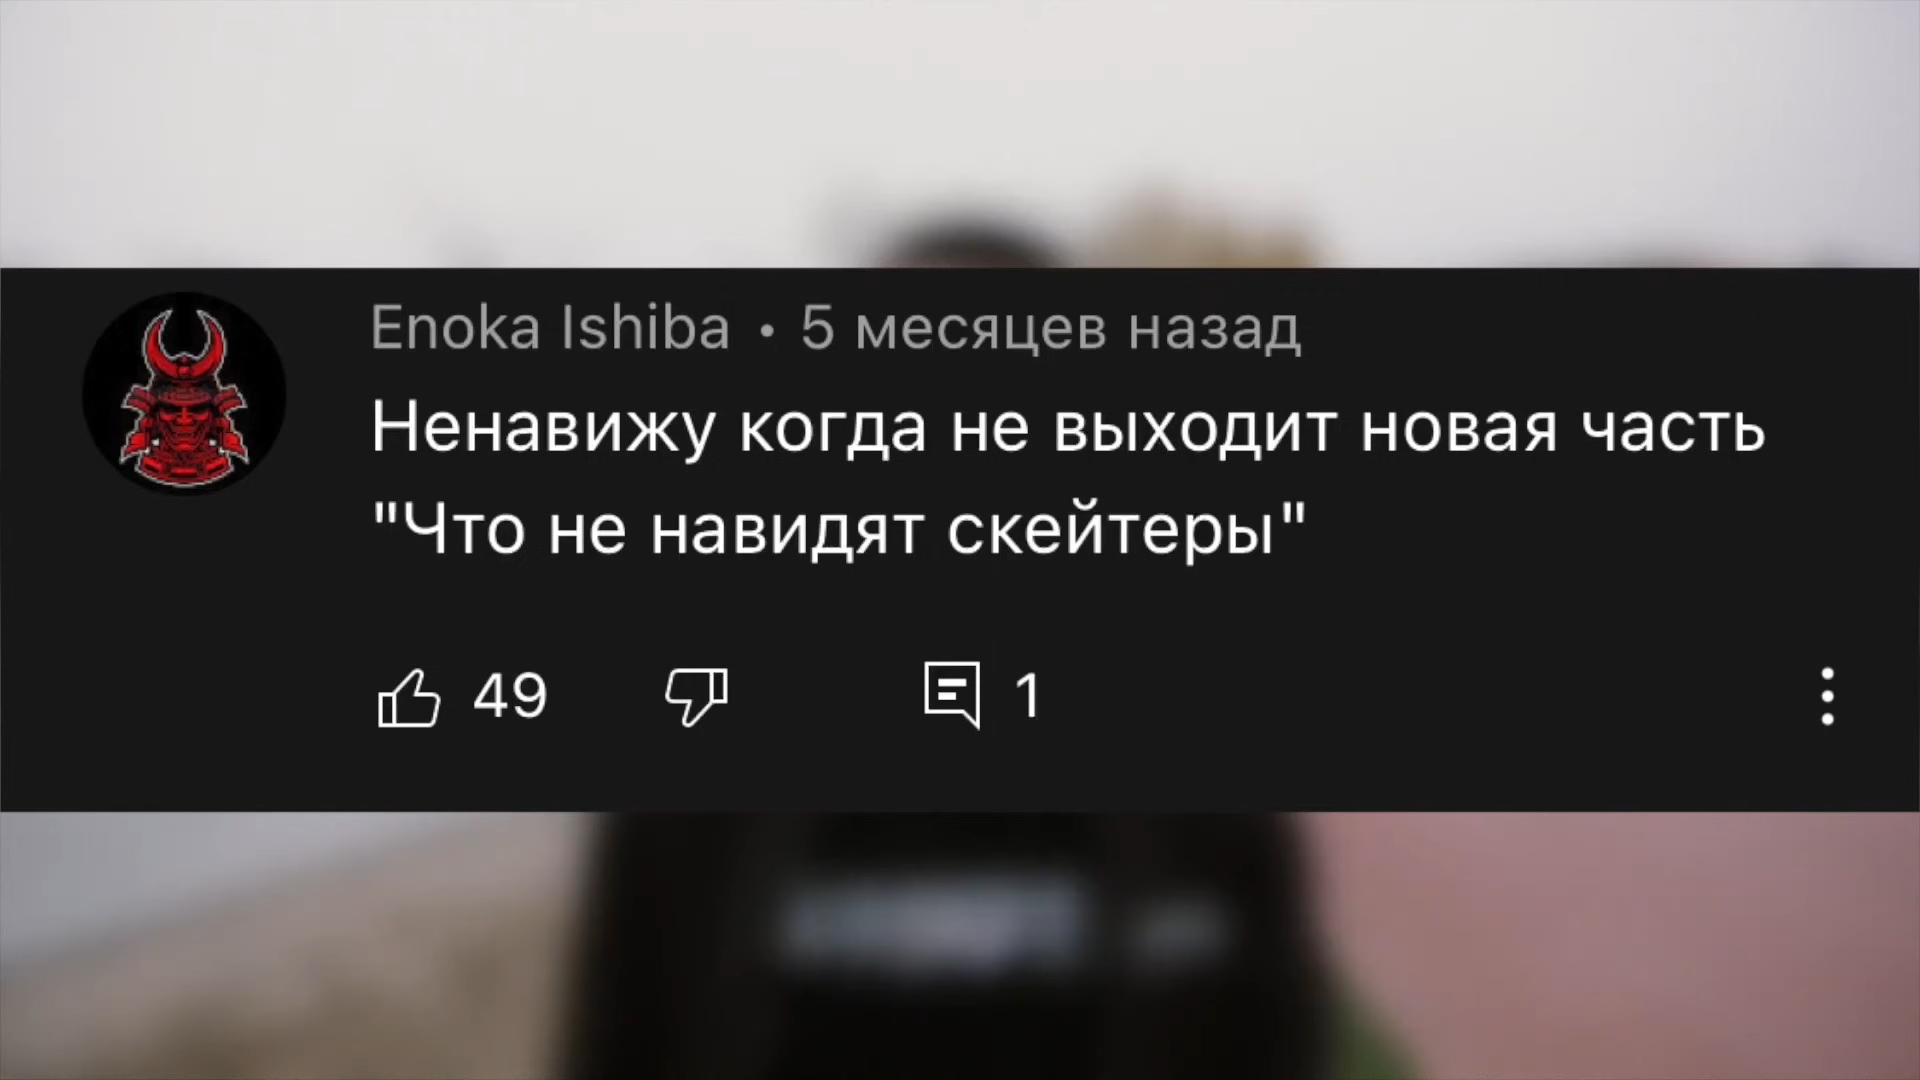 Enoka Ishiba • 5 месяцев назад
Ненавижу когда не выходит новая часть
"Что не навидят скейтеры"
49 1